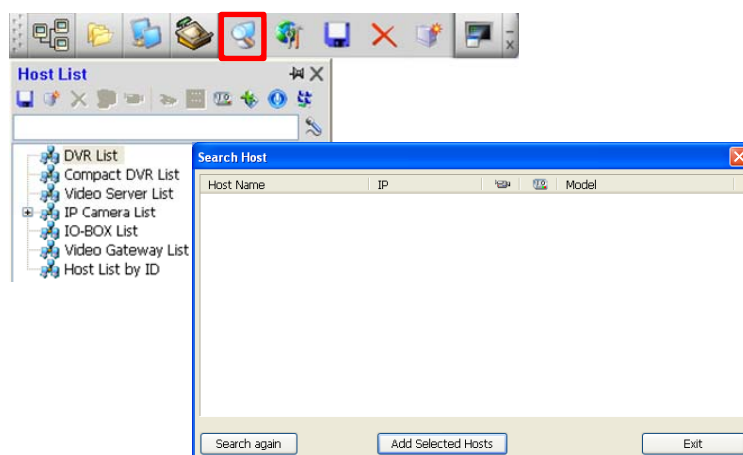 Host List
DVR List
Compact DVR List
Video Server List
IP Camera List
IO-BOX List
Video Gateway List
Host List by ID
Search Host
Host Name IP Model
Search again Add Selected Hosts Exit